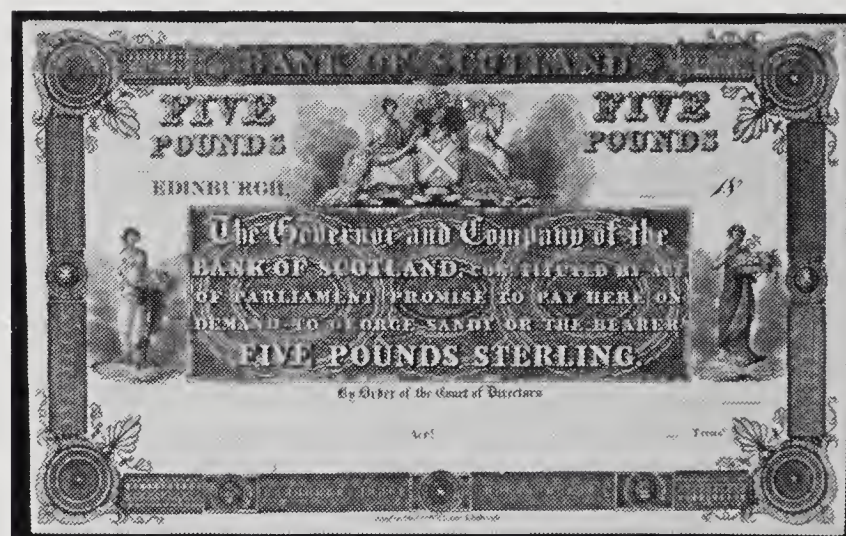 BANK OF SCOTLAND
FIVE
POUNDS
FIVE
POUNDS
EDINBURGH, 18
The Governor and Company of the
BANK OF SCOTLAND CONSTITUTED BY ACT
OF PARLIAMENT PROMISE TO PAY HERE ON
DEMAND TO GEORGE SANDY OR THE BEARER
FIVE POUNDS STERLING
By Order of the Court of Directors
Acct.